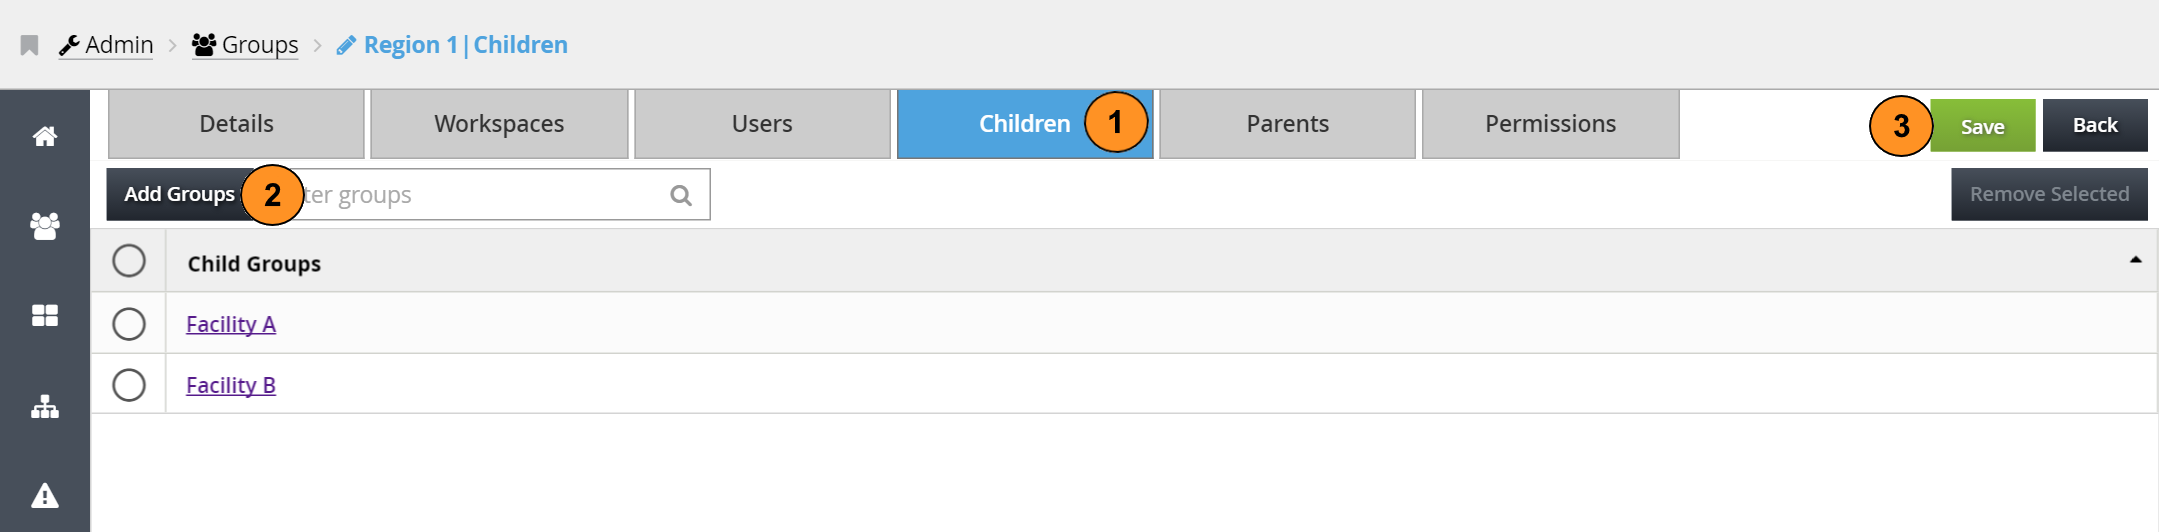 Admin > Groups > Region 1|Children
Details Workspaces Users Children 1 Parents Permissions 3 Save Back
Add Groups 2 ter groups Remove Selected
Child Groups
Facility A
Facility B